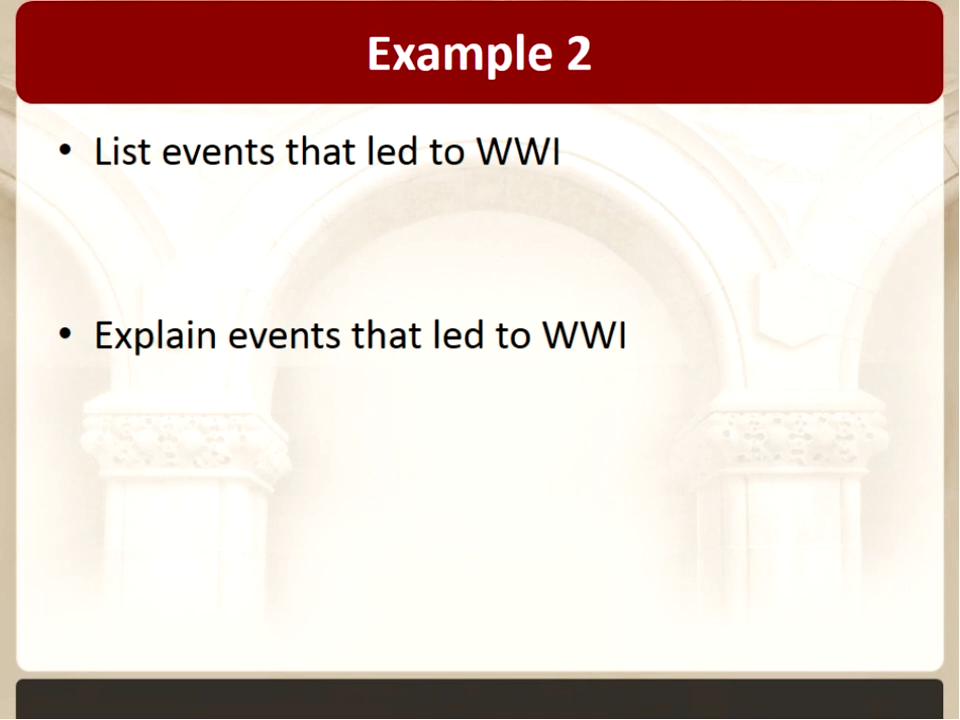 Example 2
• List events that led to WWI
• Explain events that led to WWI